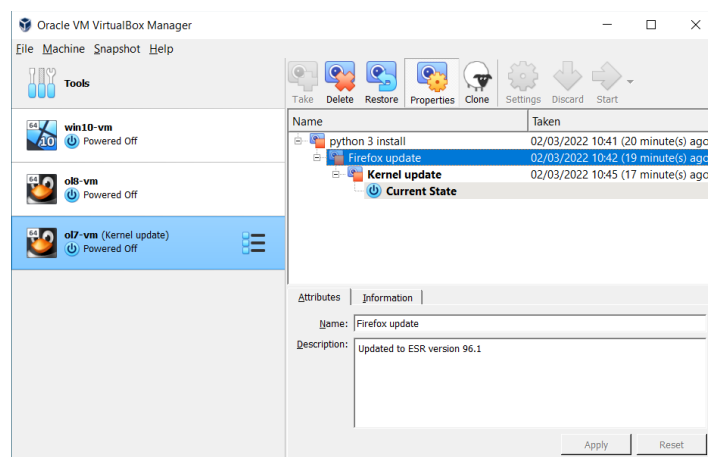 Oracle VM VirtualBox Manager
File Machine Snapshot Help
Tools
64
10
win10-vm
Powered Off
64
ol8-vm
Powered Off
64
ol7-vm (Kernel update)
Powered Off
Take Delete Restore Properties Clone Settings Discard Start
Name Taken
python 3 install 02/03/2022 10:41 (20 minute(s) ago
Firefox update 02/03/2022 10:42 (19 minute(s) ago
Kernel update 02/03/2022 10:45 (17 minute(s) ago
Current State
Attributes Information
Name: Firefox update
Description: Updated to ESR version 96.1
Apply Reset